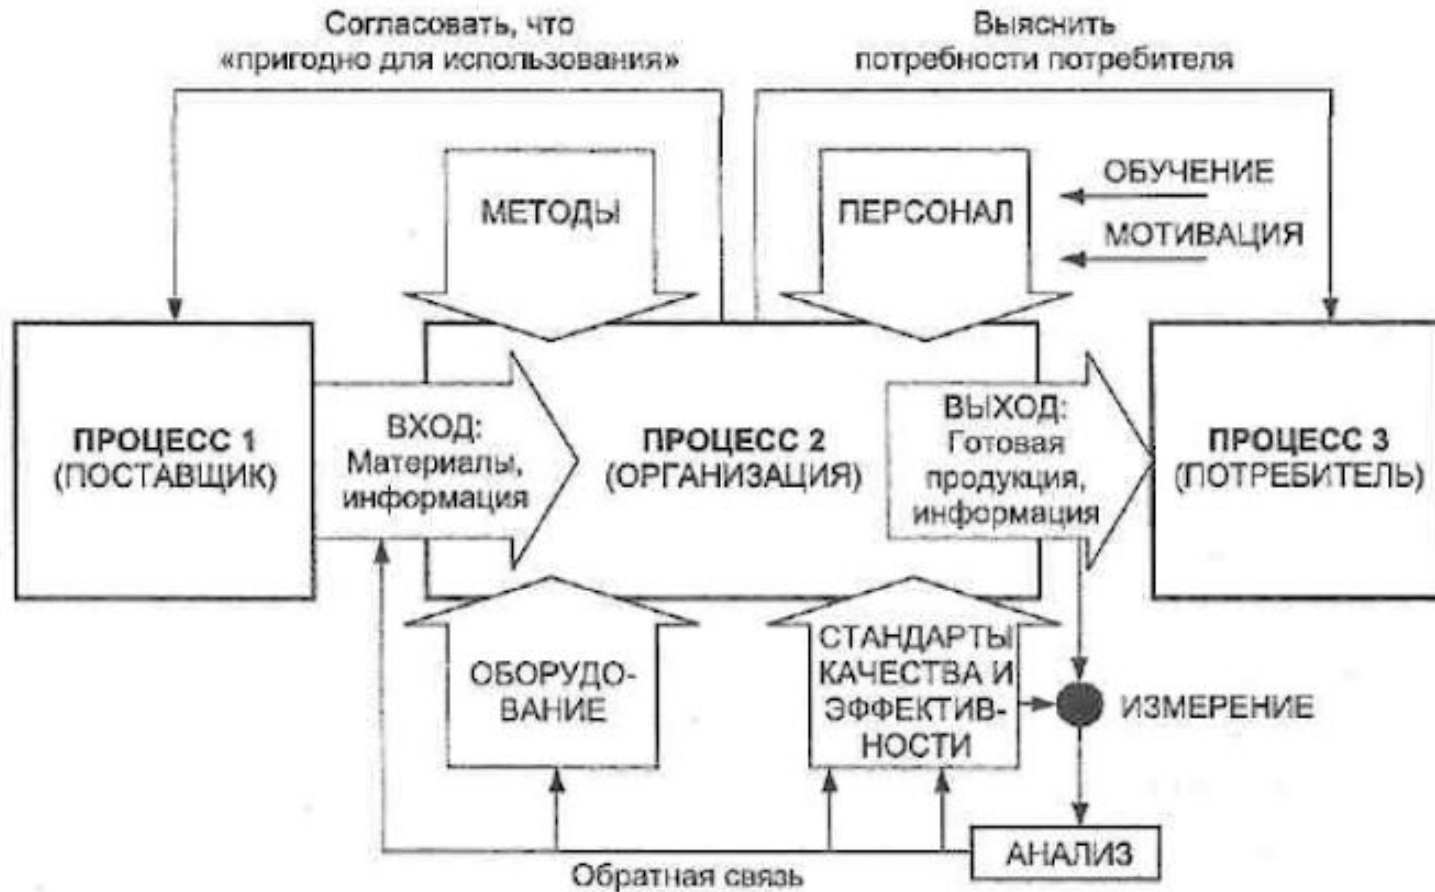 Согласовать, что
«пригодно для использования»
Выяснить
потребности потребителя
МЕТОДЫ
ПЕРСОНАЛ
ОБУЧЕНИЕ
МОТИВАЦИЯ
ПРОЦЕСС 1
(ПОСТАВЩИК)
ВХОД:
Материалы,
информация
ПРОЦЕСС 2
(ОРГАНИЗАЦИЯ)
ВЫХОД:
Готовая
продукция,
информация
ПРОЦЕСС 3
(ПОТРЕБИТЕЛЬ)
ОБОРУДО-
ВАНИЕ
СТАНДАРТЫ
КАЧЕСТВА И
ЭФФЕКТИВ-
НОСТИ
ИЗМЕРЕНИЕ
АНАЛИЗ
Обратная связь